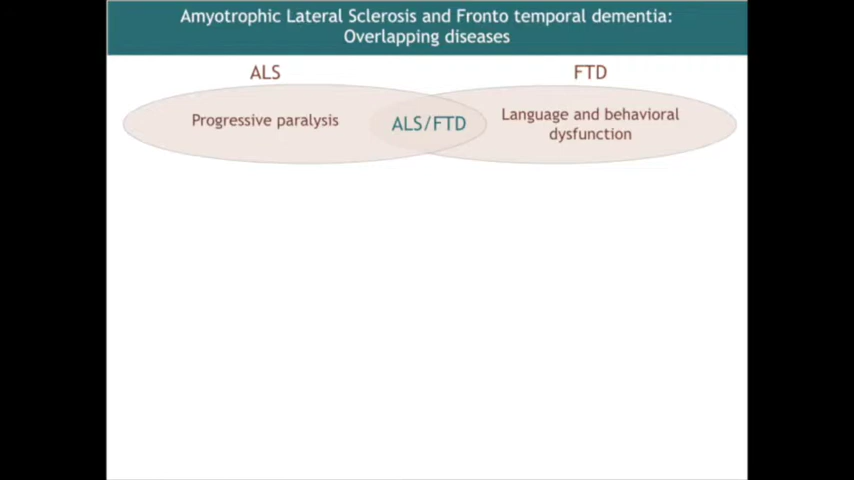 Amyotrophic Lateral Sclerosis and Fronto temporal dementia:
Overlapping diseases
ALS
FTD
Progressive paralysis
ALS/FTD
Language and behavioral
dysfunction